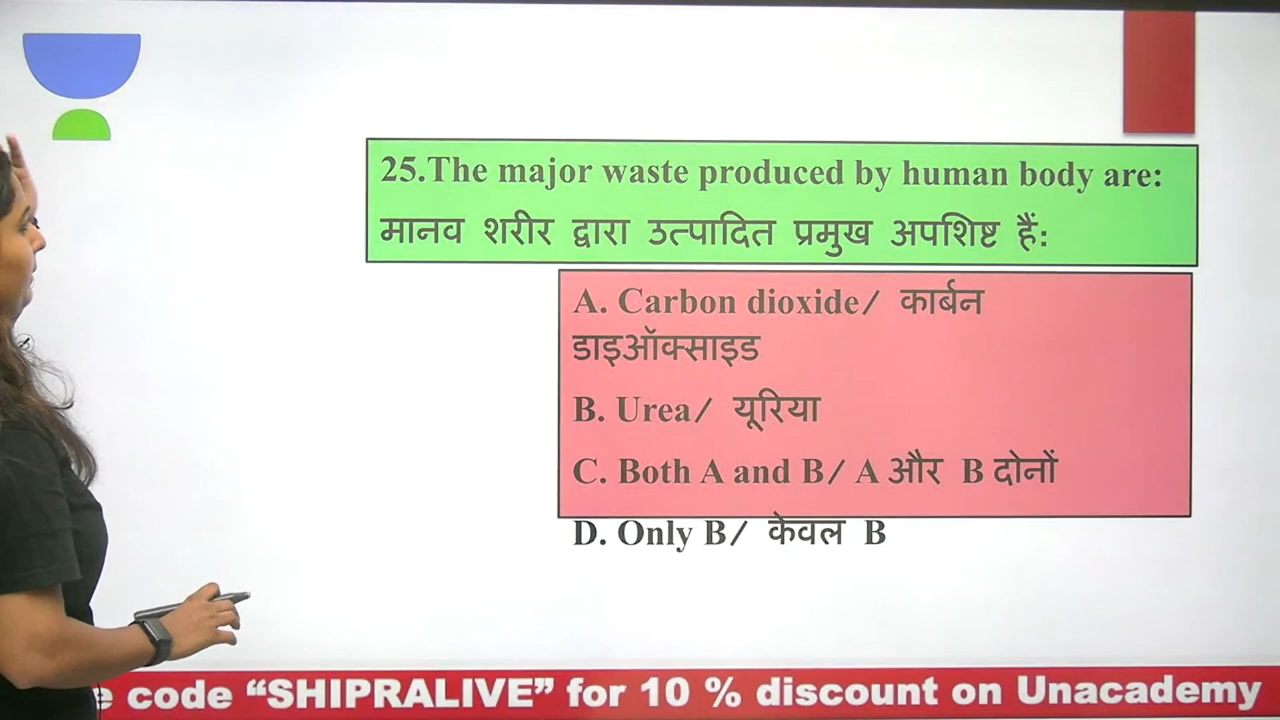 25.The major waste produced by human body are:
मानव शरीर द्वारा उत्पादित प्रमुख अपशिष्ट हैं:
A. Carbon dioxide/ कार्बन
डाइऑक्साइड
B. Urea/ यूरिया
C. Both A and B/ A और B दोनों
D. Only B/ केवल B
e code “SHIPRALIVE” for 10 % discount on Unacademy